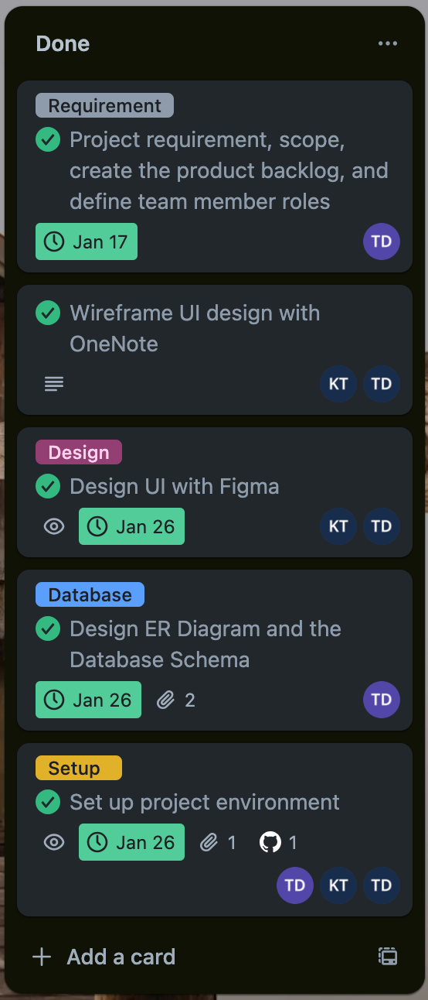 Done
Requirement
Project requirement, scope,
create the product backlog, and
define team member roles
Jan 17
TD
Wireframe UI design with
OneNote
KT TD
Design
Design UI with Figma
Jan 26
KT TD
Database
Design ER Diagram and the
Database Schema
Jan 26 2
TD
Setup
Set up project environment
Jan 26 1 1
TD KT TD
Add a card